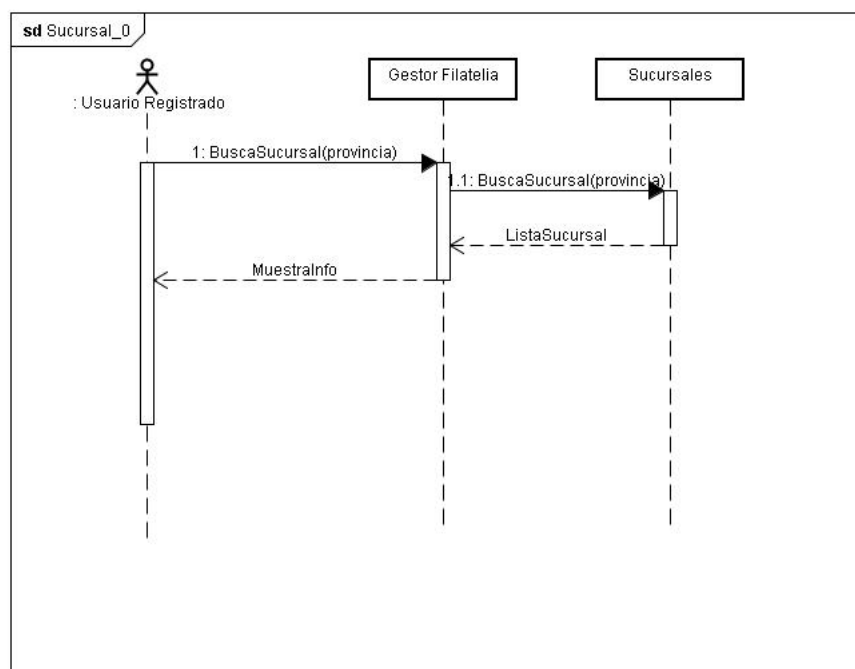 sd Sucursal_0
: Usuario Registrado
Gestor Filatelia
Sucursales
1: BuscaSucursal(provincia)
1.1: BuscaSucursal(provincia)
ListaSucursal
MuestraInfo